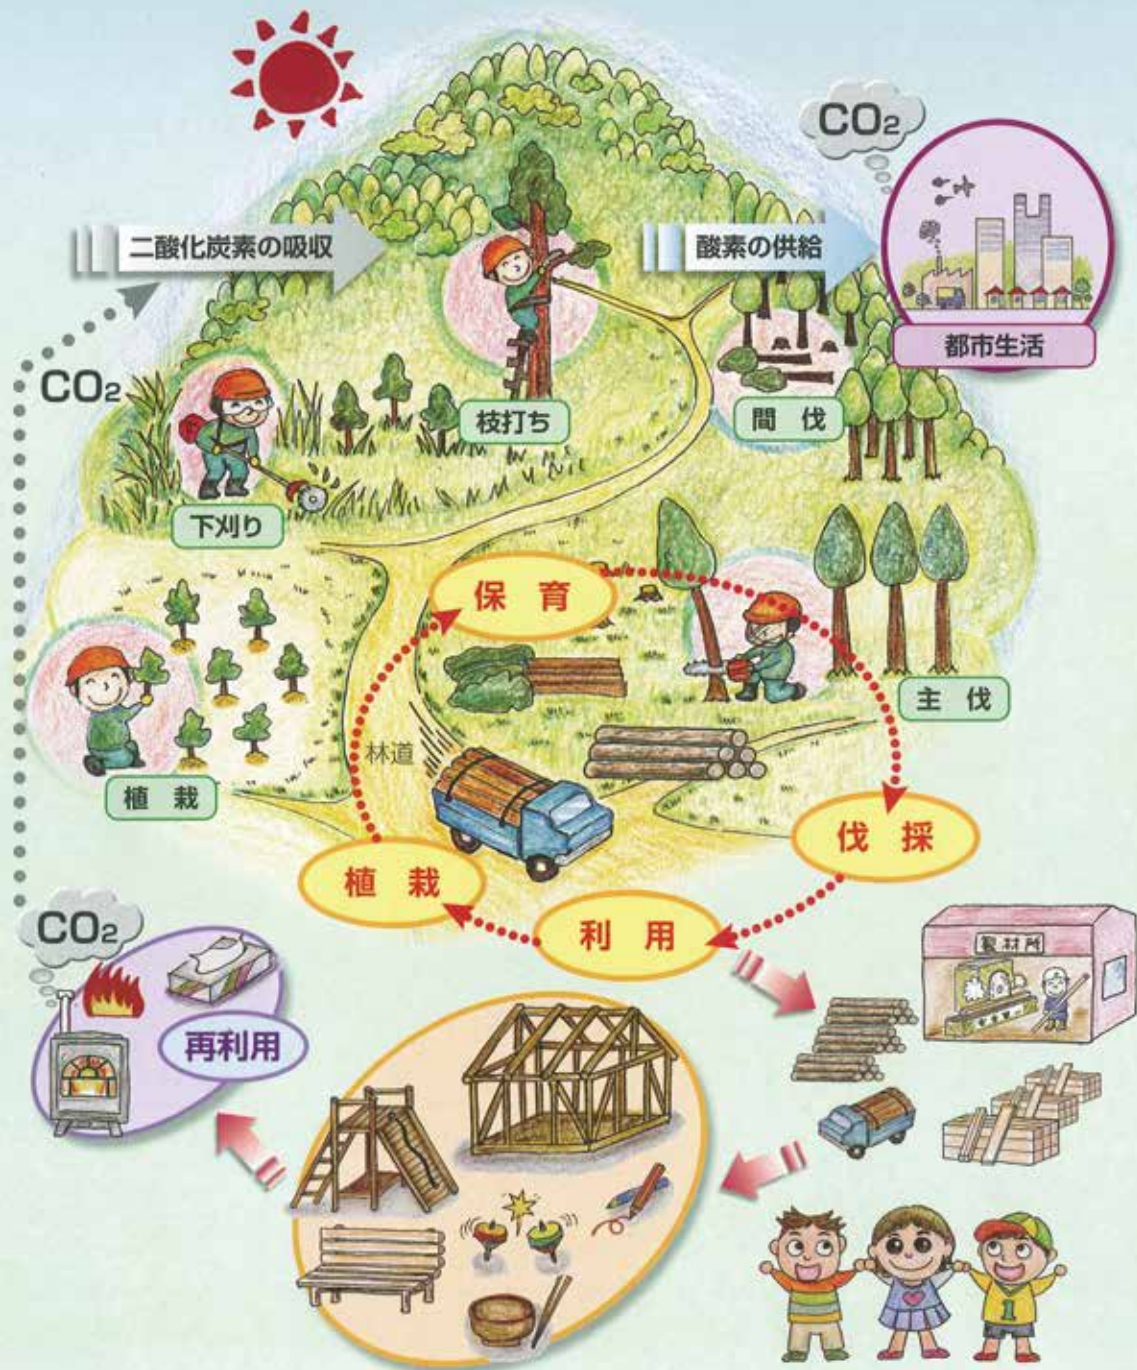 CO₂
二酸化炭素の吸収
酸素の供給
都市生活
CO₂
枝打ち
間伐
下刈り
保育
主伐
林道
植栽
伐採
植栽
利用
CO₂
製材所
再利用
1